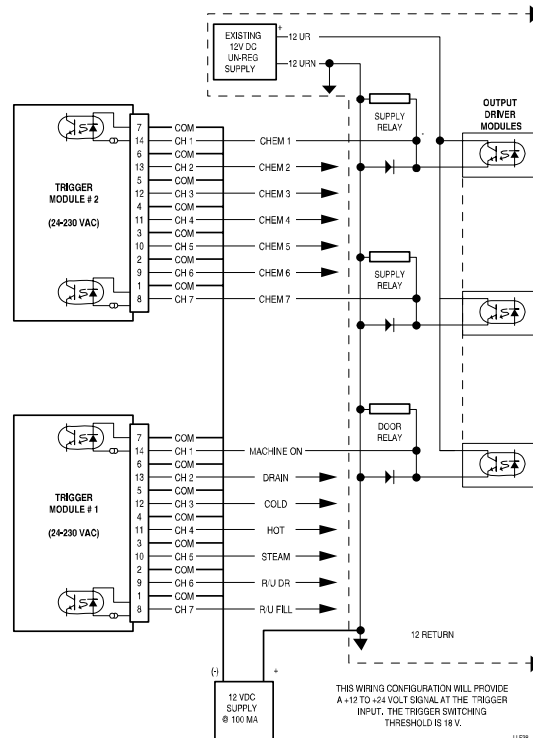 EXISTING
12V DC
UN-REG
SUPPLY
+
12 UR
12 URN
SUPPLY
RELAY
OUTPUT
DRIVER
MODULES
TRIGGER
MODULE # 2
(24-230 VAC)
7 COM
14 CH 1 CHEM 1
6 COM
13 CH 2 CHEM 2
5 COM
12 CH 3 CHEM 3
4 COM
11 CH 4 CHEM 4
3 COM
10 CH 5 CHEM 5
2 COM
9 CH 6 CHEM 6
1 COM
8 CH 7 CHEM 7
SUPPLY
RELAY
DOOR
RELAY
TRIGGER
MODULE # 1
(24-230 VAC)
7 COM
14 CH 1 MACHINE ON
6 COM
13 CH 2 DRAIN
5 COM
12 CH 3 COLD
4 COM
11 CH 4 HOT
3 COM
10 CH 5 STEAM
2 COM
9 CH 6 R/U DR
1 COM
8 CH 7 R/U FILL
12 RETURN
(-) +
12 VDC
SUPPLY
@ 100 MA
THIS WIRING CONFIGURATION WILL PROVIDE
A +12 TO +24 VOLT SIGNAL AT THE TRIGGER
INPUT. THE TRIGGER SWITCHING
THRESHOLD IS 18 V.